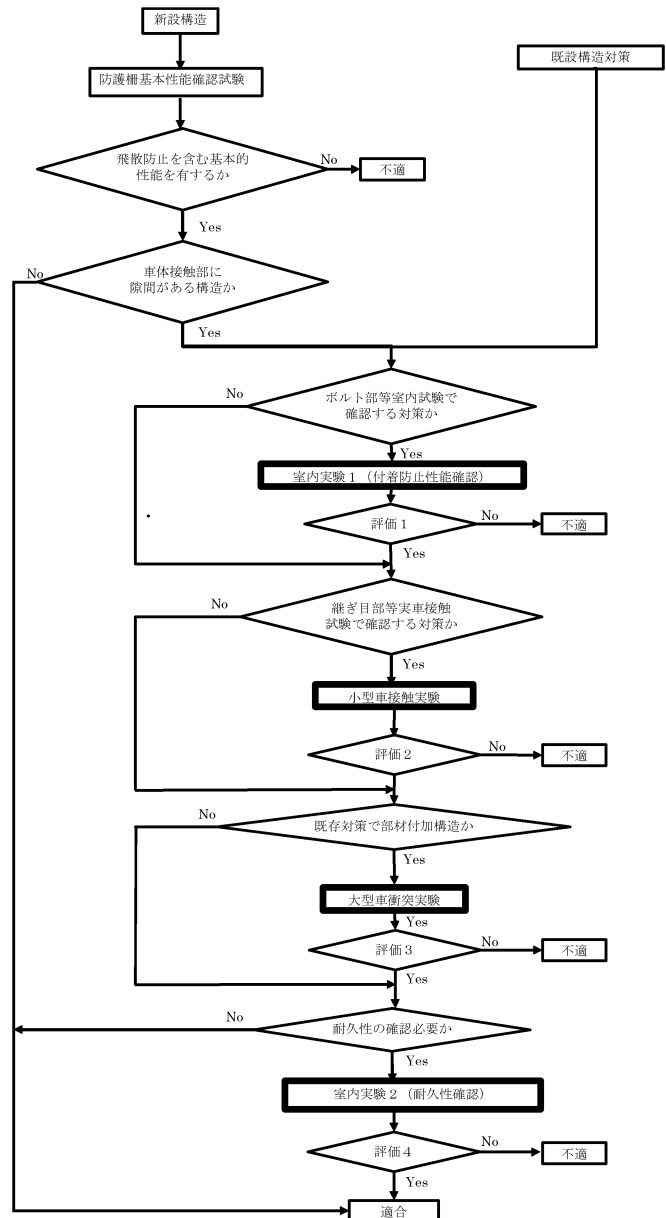 新設構造
既設構造対策
防護柵基本性能確認試験
飛散防止を含む基本的
性能を有するか
No
不適
Yes
車体接触部に
隙間がある構造か
No
Yes
ボルト部等室内試験で
確認する対策か
No
Yes
室内実験１（付着防止性能確認）
評価１
No
不適
Yes
継ぎ目部等実車接触
試験で確認する対策か
No
Yes
小型車接触実験
評価２
No
不適
既存対策で部材付加構造か
No
Yes
大型車衝突実験
Yes
評価３
No
不適
Yes
耐久性の確認必要か
No
Yes
室内実験２（耐久性確認）
評価４
No
不適
Yes
適合